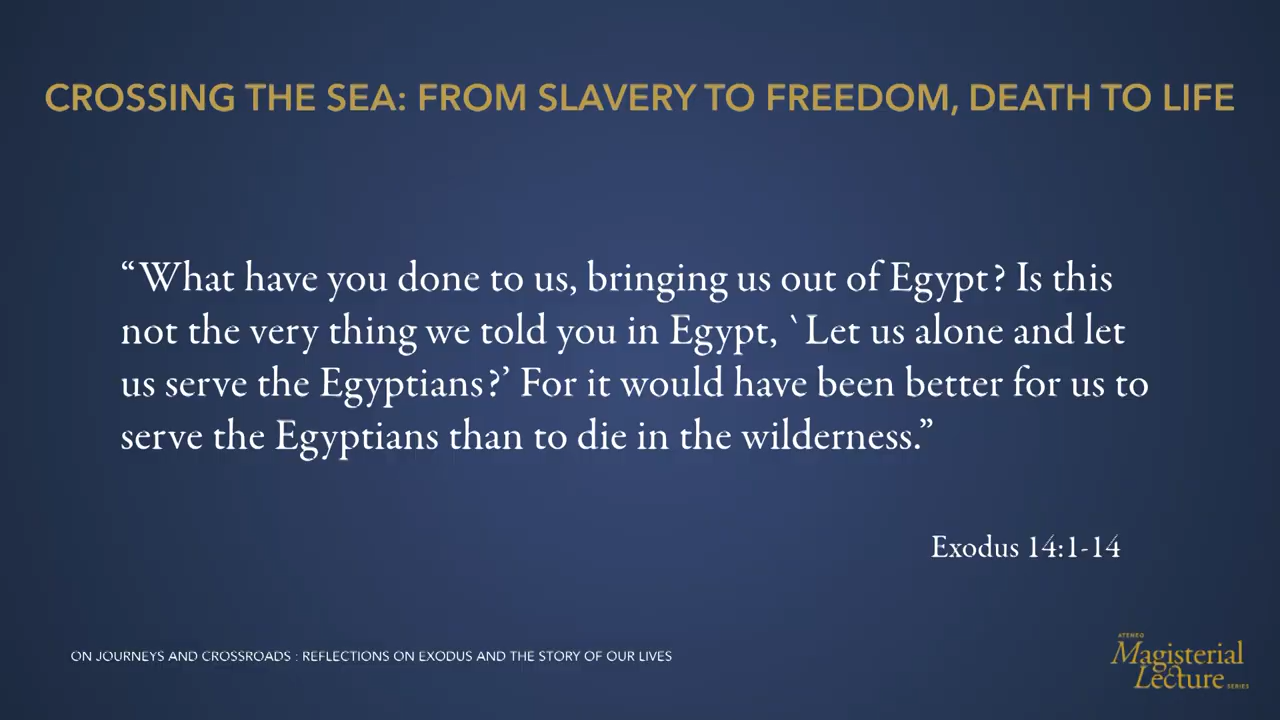 CROSSING THE SEA: FROM SLAVERY TO FREEDOM, DEATH TO LIFE
“What have you done to us, bringing us out of Egypt? Is this
not the very thing we told you in Egypt, `Let us alone and let
us serve the Egyptians?’ For it would have been better for us to
serve the Egyptians than to die in the wilderness.”
Exodus 14:1-14
ON JOURNEYS AND CROSSROADS : REFLECTIONS ON EXODUS AND THE STORY OF OUR LIVES
ATENEO
Magisterial
Lecture SERIES